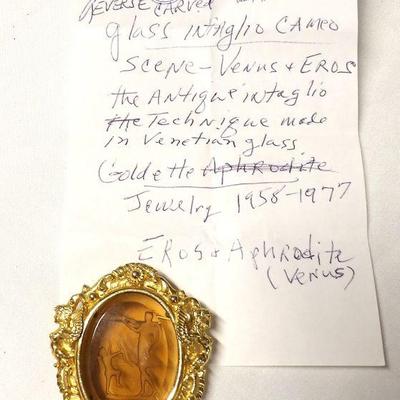 REVERSE CARVED
glass intaglio CAMEO
SCENE - VENUS + EROS
the Antique intaglio
the Technique made
in Venetian glass
Goldette Aphrodite
Jewelry 1958-1977
EROS + Aphrodite
(Venus)